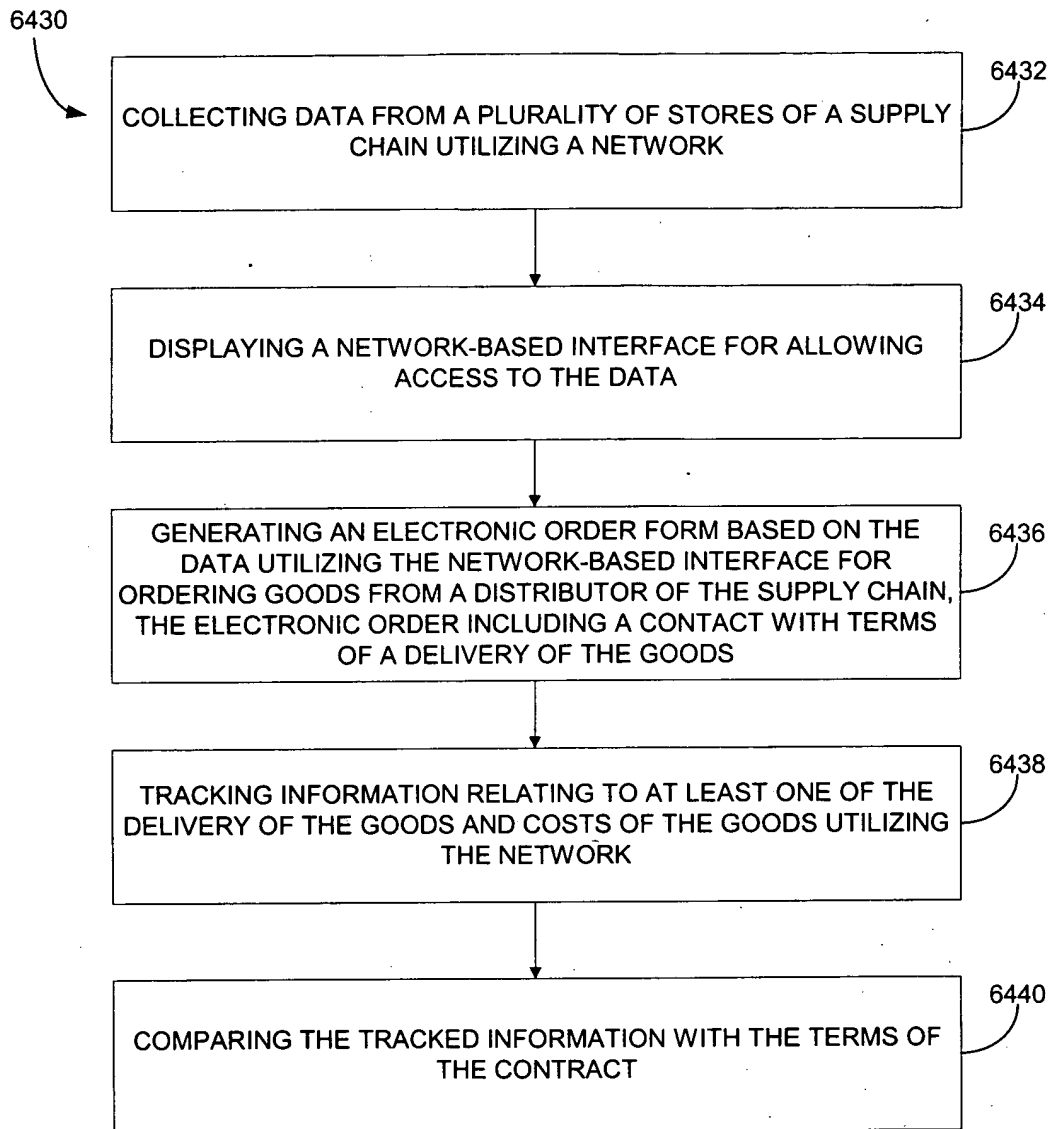 6430
6432
COLLECTING DATA FROM A PLURALITY OF STORES OF A SUPPLY
CHAIN UTILIZING A NETWORK
6434
DISPLAYING A NETWORK-BASED INTERFACE FOR ALLOWING
ACCESS TO THE DATA
6436
GENERATING AN ELECTRONIC ORDER FORM BASED ON THE
DATA UTILIZING THE NETWORK-BASED INTERFACE FOR
ORDERING GOODS FROM A DISTRIBUTOR OF THE SUPPLY CHAIN,
THE ELECTRONIC ORDER INCLUDING A CONTACT WITH TERMS
OF A DELIVERY OF THE GOODS
6438
TRACKING INFORMATION RELATING TO AT LEAST ONE OF THE
DELIVERY OF THE GOODS AND COSTS OF THE GOODS UTILIZING
THE NETWORK
6440
COMPARING THE TRACKED INFORMATION WITH THE TERMS OF
THE CONTRACT